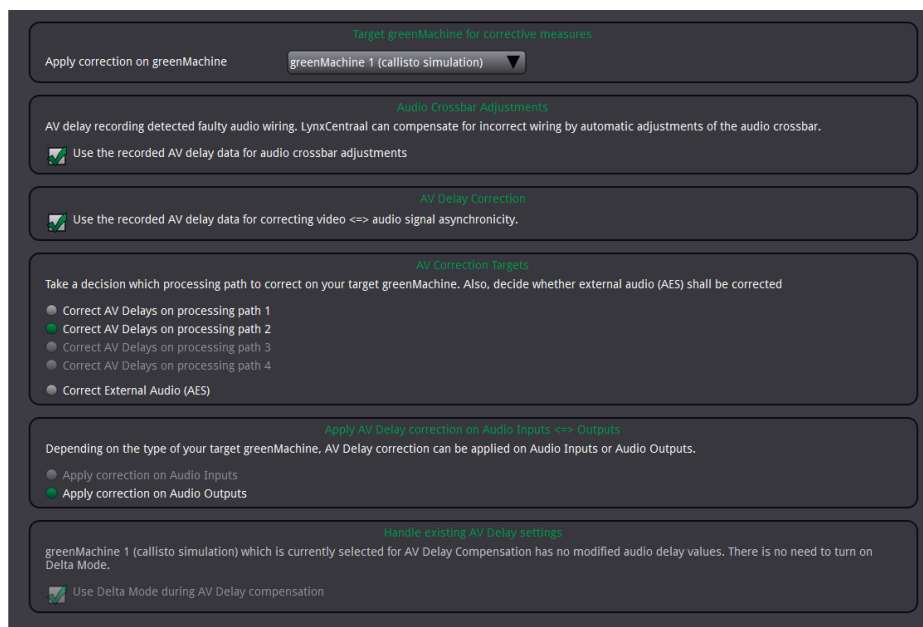 Target greenMachine for corrective measures
Apply correction on greenMachine
greenMachine 1 (callisto simulation)
Audio Crossbar Adjustments
AV delay recording detected faulty audio wiring. LynxCentraal can compensate for incorrect wiring by automatic adjustments of the audio crossbar.
Use the recorded AV delay data for audio crossbar adjustments
AV Delay Correction
Use the recorded AV delay data for correcting video <=> audio signal asynchronicity.
AV Correction Targets
Take a decision which processing path to correct on your target greenMachine. Also, decide whether external audio (AES) shall be corrected
Correct AV Delays on processing path 1
Correct AV Delays on processing path 2
Correct AV Delays on processing path 3
Correct AV Delays on processing path 4
Correct External Audio (AES)
Apply AV Delay correction on Audio Inputs <=> Outputs
Depending on the type of your target greenMachine, AV Delay correction can be applied on Audio Inputs or Audio Outputs.
Apply correction on Audio Inputs
Apply correction on Audio Outputs
Handle existing AV Delay settings
greenMachine 1 (callisto simulation) which is currently selected for AV Delay Compensation has no modified audio delay values. There is no need to turn on
Delta Mode.
Use Delta Mode during AV Delay compensation